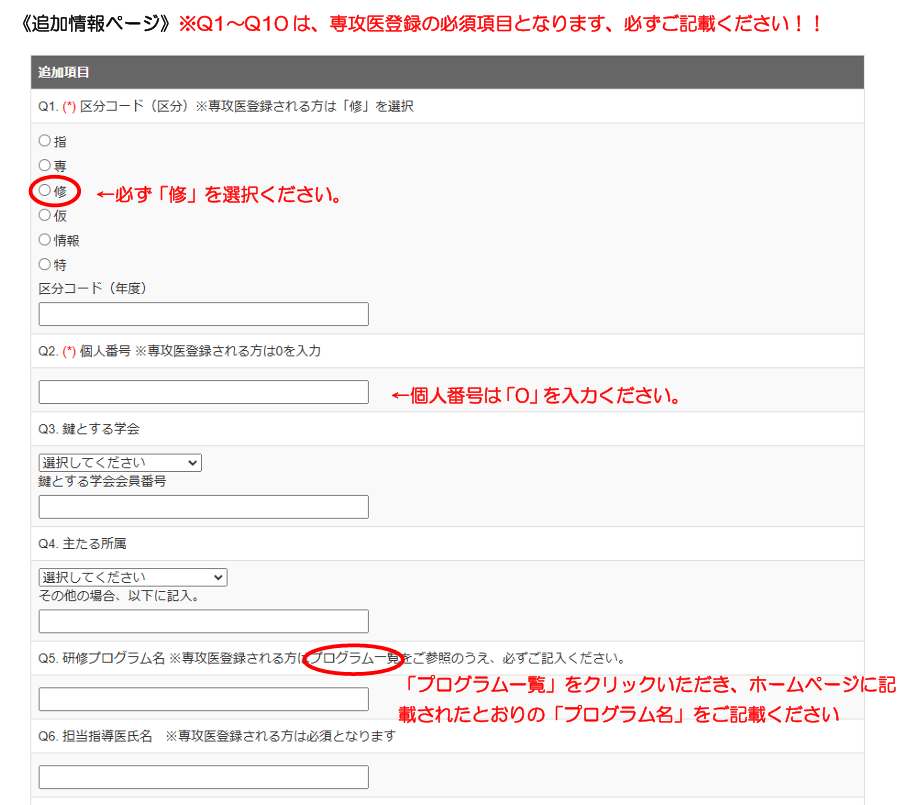 《追加情報ページ》※Q1～Q10は、専攻医登録の必須項目となります、必ずご記載ください！！
追加項目
Q1. (*) 区分コード（区分）※専攻医登録される方は「修」を選択
指
専
修 ←必ず「修」を選択ください。
仮
情報
特
区分コード（年度）
Q2. (*) 個人番号 ※専攻医登録される方は0を入力
←個人番号は「0」を入力ください。
Q3. 鍵とする学会
選択してください
鍵とする学会会員番号
Q4. 主たる所属
選択してください
その他の場合、以下に記入。
Q5. 研修プログラム名 ※専攻医登録される方はプログラム一覧をご参照のうえ、必ずご記入ください。
「プログラム一覧」をクリックいただき、ホームページに記
載されたとおりの「プログラム名」をご記載ください
Q6. 担当指導医氏名　※専攻医登録される方は必須となります